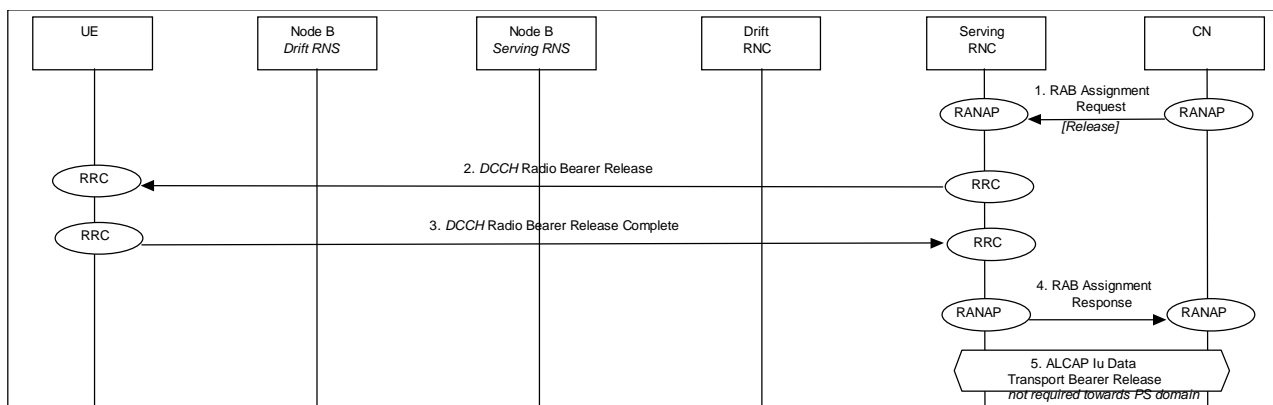 UE
Node B
Drift RNS
Node B
Serving RNS
Drift
RNC
Serving
RNC
CN
1. RAB Assignment
Request
[Release]
RANAP
RANAP
2. DCCH Radio Bearer Release
RRC
RRC
3. DCCH Radio Bearer Release Complete
RRC
RRC
4. RAB Assignment
Response
RANAP
RANAP
5. ALCAP Iu Data
Transport Bearer Release
not required towards PS domain